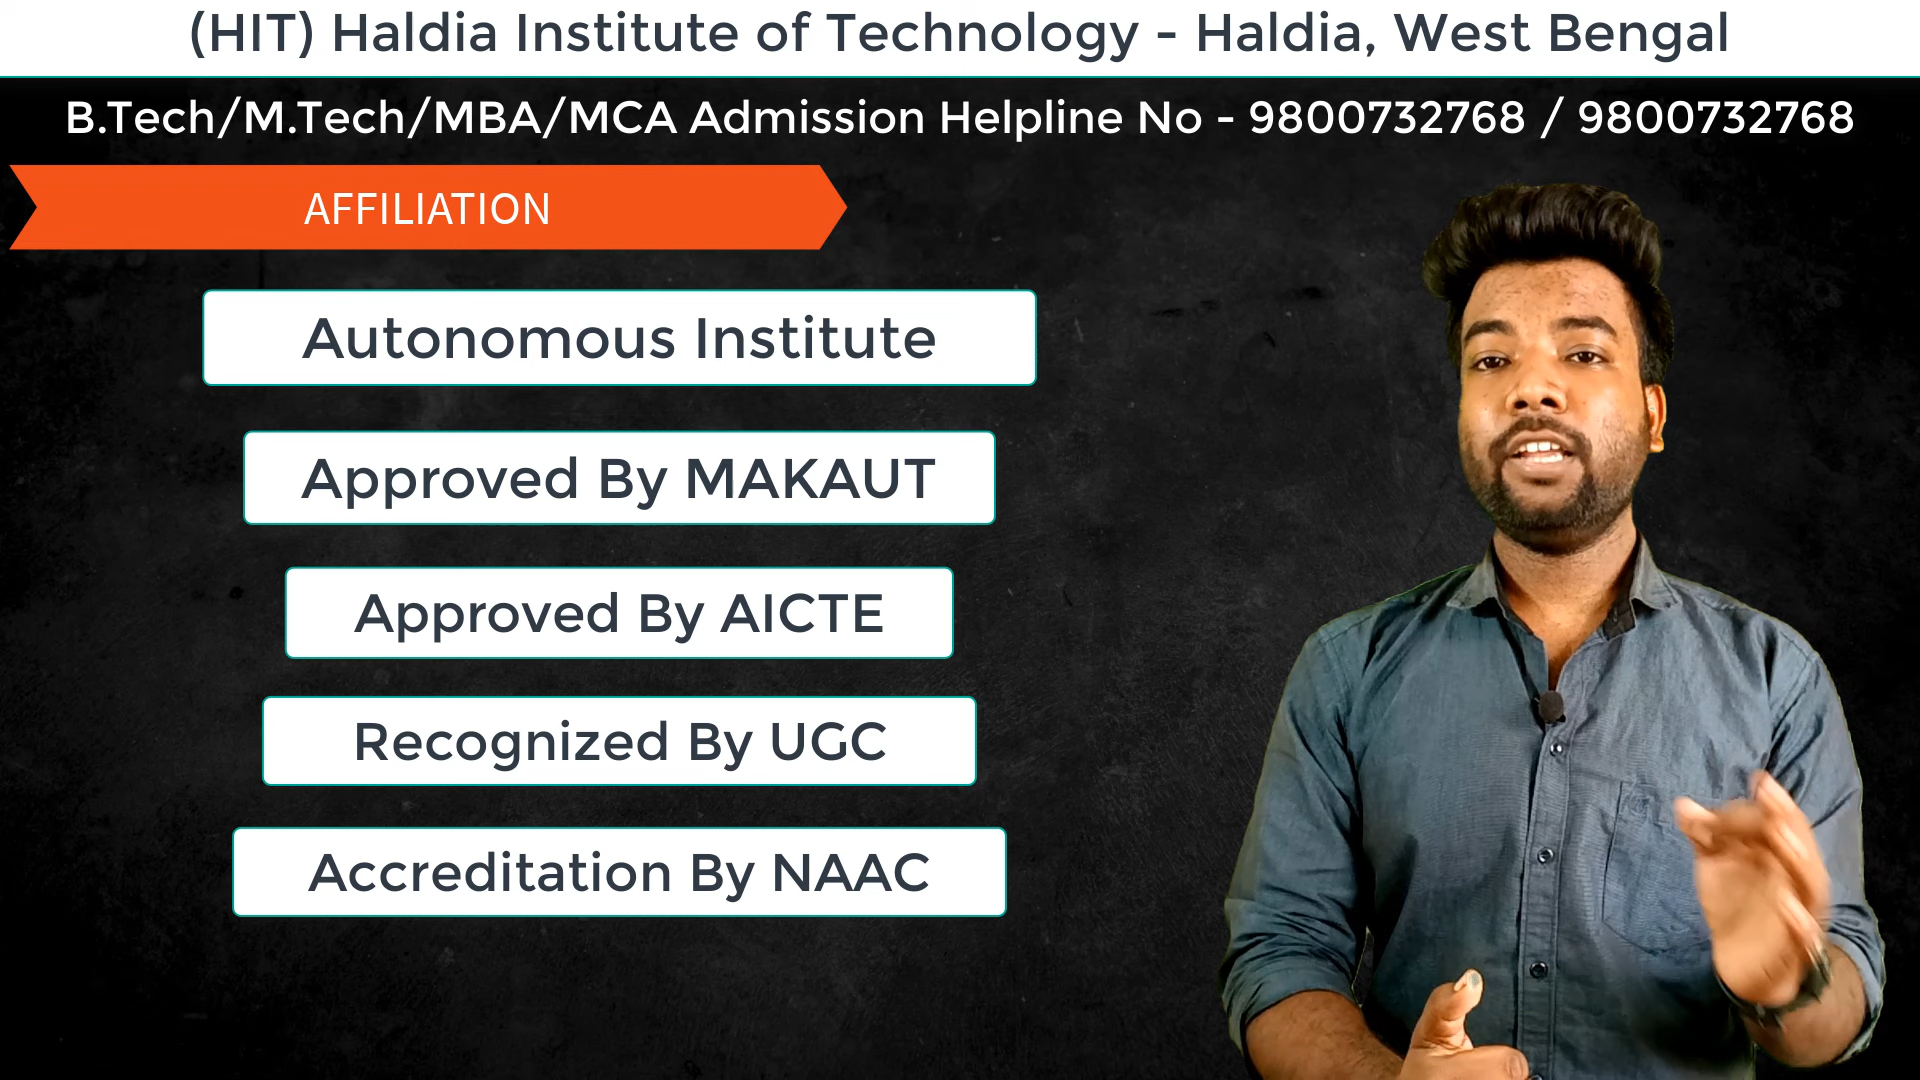 (HIT) Haldia Institute of Technology - Haldia, West Bengal
B.Tech/M.Tech/MBA/MCA Admission Helpline No - 9800732768 / 9800732768
AFFILIATION
Autonomous Institute
Approved By MAKAUT
Approved By AICTE
Recognized By UGC
Accreditation By NAAC